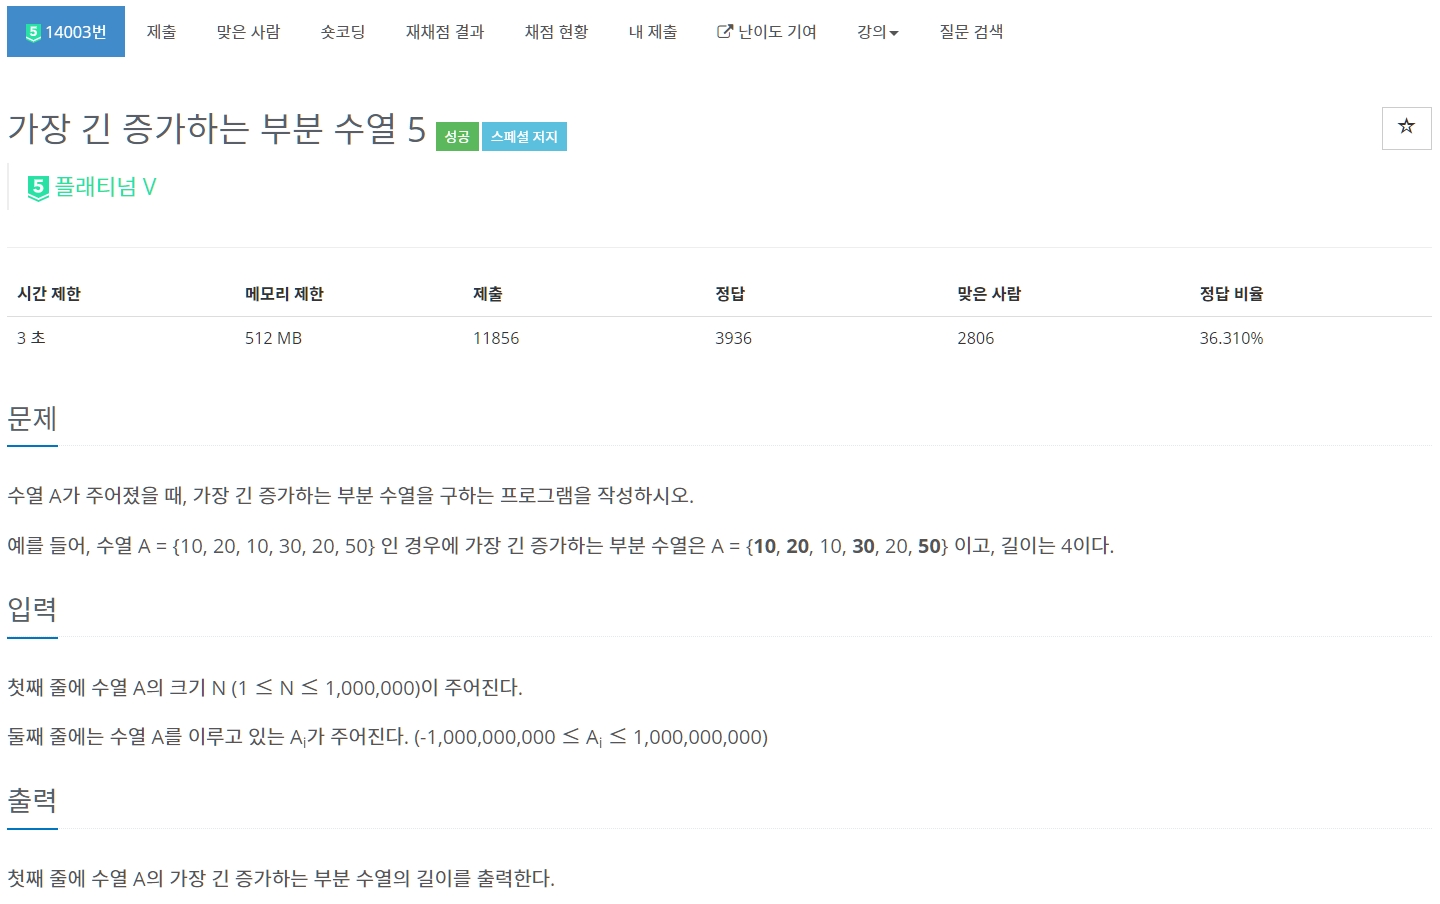 5 14003번 제출 맞은 사람 숏코딩 재채점 결과 채점 현황 내 제출 난이도 기여 강의 질문 검색
가장 긴 증가하는 부분 수열 5 성공 스페셜 저지
5 플래티넘 V
시간 제한 메모리 제한 제출 정답 맞은 사람 정답 비율
3 초 512 MB 11856 3936 2806 36.310%
문제
수열 A가 주어졌을 때, 가장 긴 증가하는 부분 수열을 구하는 프로그램을 작성하시오.
예를 들어, 수열 A = {10, 20, 10, 30, 20, 50} 인 경우에 가장 긴 증가하는 부분 수열은 A = {10, 20, 10, 30, 20, 50} 이고, 길이는 4이다.
입력
첫째 줄에 수열 A의 크기 N (1 ≤ N ≤ 1,000,000)이 주어진다.
둘째 줄에는 수열 A를 이루고 있는 Ai가 주어진다. (-1,000,000,000 ≤ Ai ≤ 1,000,000,000)
출력
첫째 줄에 수열 A의 가장 긴 증가하는 부분 수열의 길이를 출력한다.